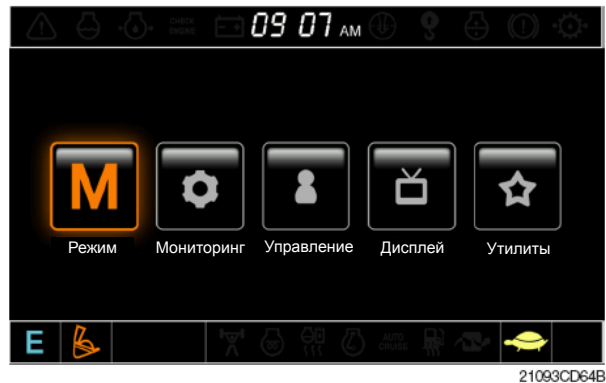 CHECK ENGINE
09 07 AM
M
Режим Мониторинг Управление Дисплей Утилиты
E
AUTO CRUISE
21093CD64B